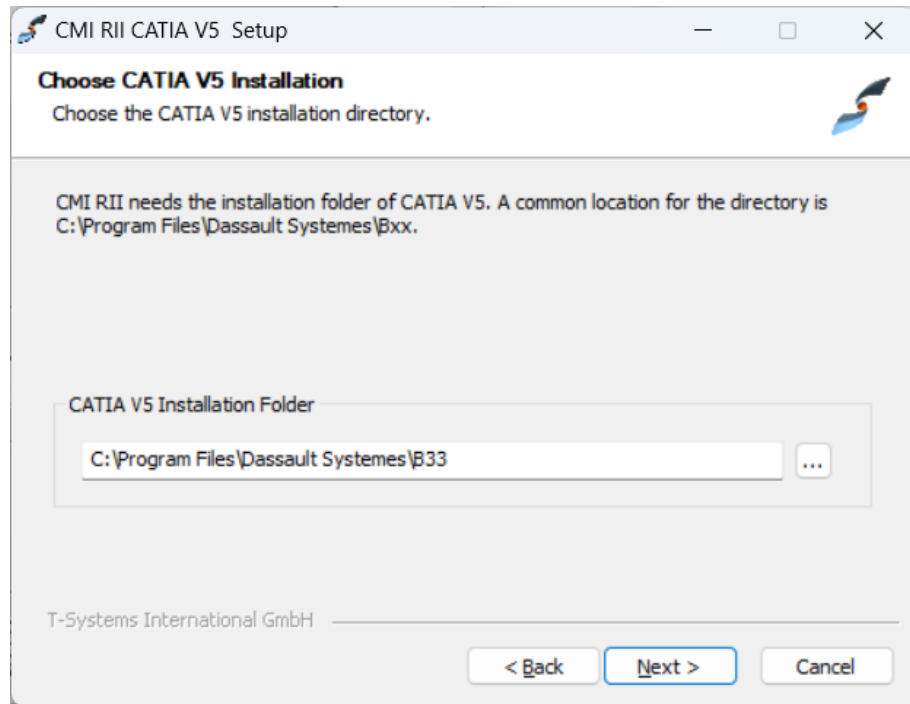 CMI RII CATIA V5  Setup
Choose CATIA V5 Installation
Choose the CATIA V5 installation directory.
CMI RII needs the installation folder of CATIA V5. A common location for the directory is
C:\Program Files\Dassault Systemes\Bxx.
CATIA V5 Installation Folder
C:\Program Files\Dassault Systemes\B33
...
T-Systems International GmbH
< Back
Next >
Cancel